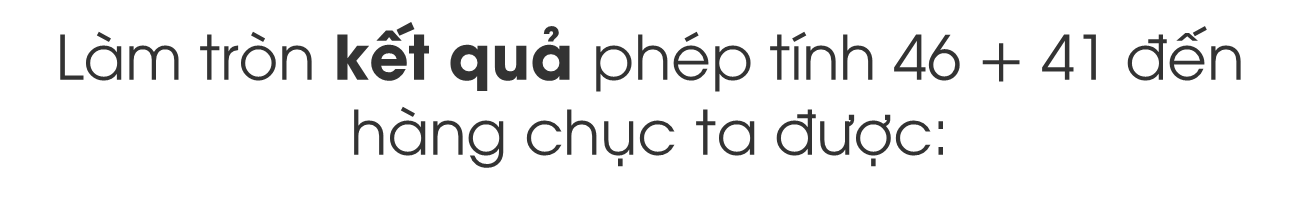 Làm tròn kết quả phép tính 46 + 41 đến
hàng chục ta được: